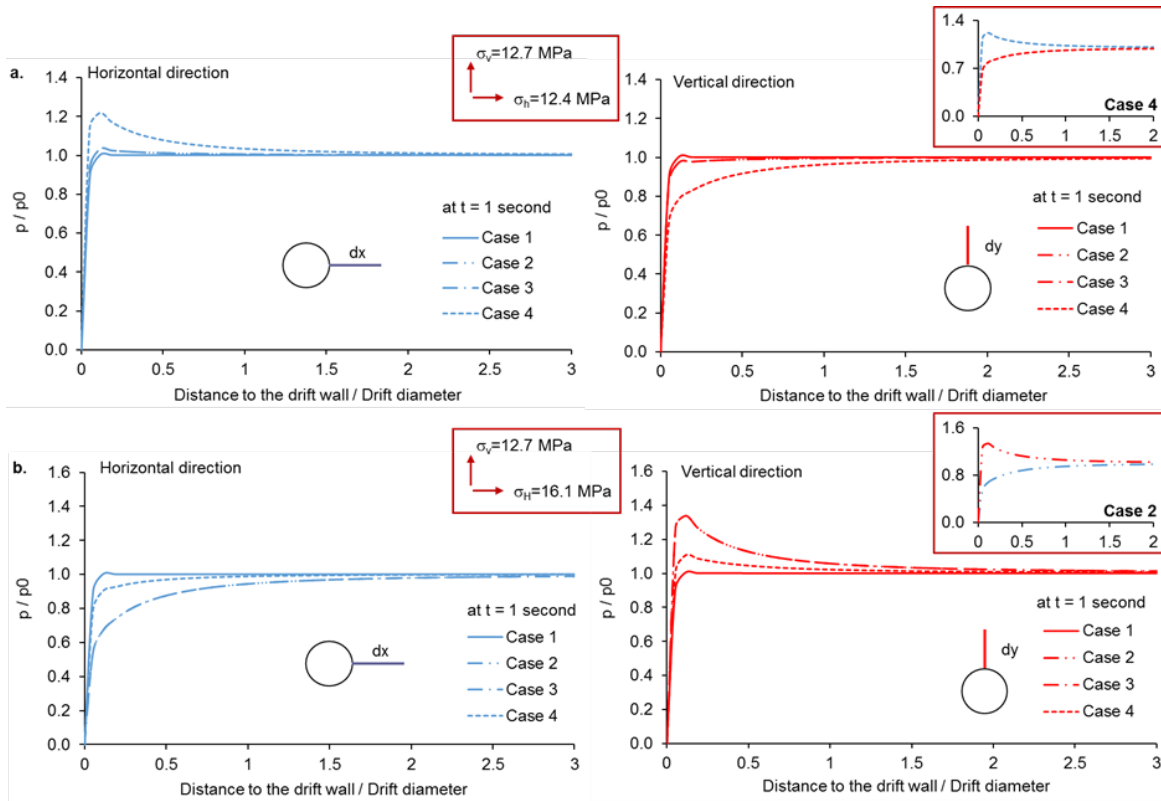 a.
Horizontal direction
σv=12.7 MPa
σh=12.4 MPa
p / p0
1.4
1.2
1.0
0.8
0.6
0.4
0.2
0.0
at t = 1 second
dx
Case 1
Case 2
Case 3
Case 4
0 0.5 1 1.5 2 2.5 3
Distance to the drift wall / Drift diameter
Vertical direction
p / p0
1.4
1.2
1.0
0.8
0.6
0.4
0.2
0.0
1.4
0.7
0.0
Case 4
0 0.5 1 1.5 2
at t = 1 second
dy
Case 1
Case 2
Case 3
Case 4
0 0.5 1 1.5 2 2.5 3
Distance to the drift wall / Drift diameter
b.
Horizontal direction
σv=12.7 MPa
σH=16.1 MPa
p / p0
1.6
1.4
1.2
1.0
0.8
0.6
0.4
0.2
0.0
at t = 1 second
dx
Case 1
Case 2
Case 3
Case 4
0 0.5 1 1.5 2 2.5 3
Distance to the drift wall / Drift diameter
Vertical direction
p / p0
1.6
1.4
1.2
1.0
0.8
0.6
0.4
0.2
0.0
1.6
0.8
0.0
Case 2
0 0.5 1 1.5 2
at t = 1 second
dy
Case 1
Case 2
Case 3
Case 4
0 0.5 1 1.5 2 2.5 3
Distance to the drift wall / Drift diameter